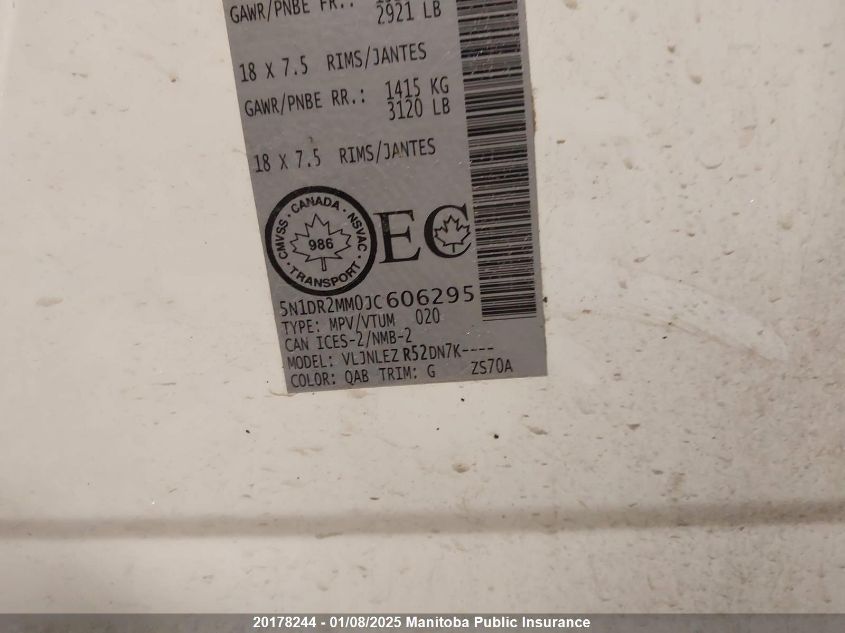 GAWR/PNBE FR.:
2921 LB
18 X 7.5 RIMS/JANTES
GAWR/PNBE RR.: 1415 KG
3120 LB
18 X 7.5 RIMS/JANTES
CMVSS · CANADA · NSVAC · TRANSPORT ·
986
EC
5N1DR2MM0JC606295
TYPE: MPV/VTUM 020
CAN ICES-2/NMB-2
MODEL: VLJNLEZ R52DN7K----
COLOR: QAB TRIM: G ZS70A
20178244 - 01/08/2025 Manitoba Public Insurance